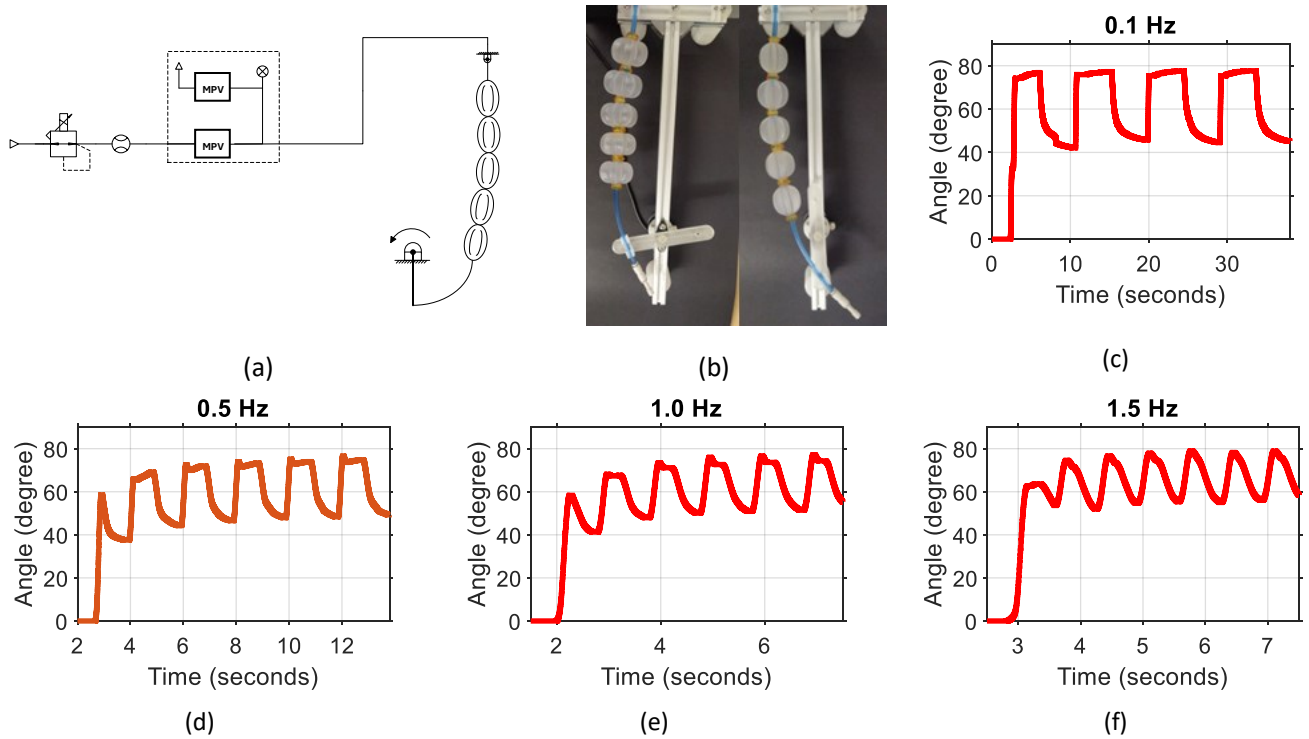 MPV
MPV
(a)
(b)
0.1 Hz
80
60
40
20
0
Angle (degree)
0 10 20 30
Time (seconds)
(c)
0.5 Hz
80
60
40
20
0
Angle (degree)
2 4 6 8 10 12
Time (seconds)
(d)
1.0 Hz
80
60
40
20
0
Angle (degree)
2 4 6
Time (seconds)
(e)
1.5 Hz
80
60
40
20
0
Angle (degree)
3 4 5 6 7
Time (seconds)
(f)